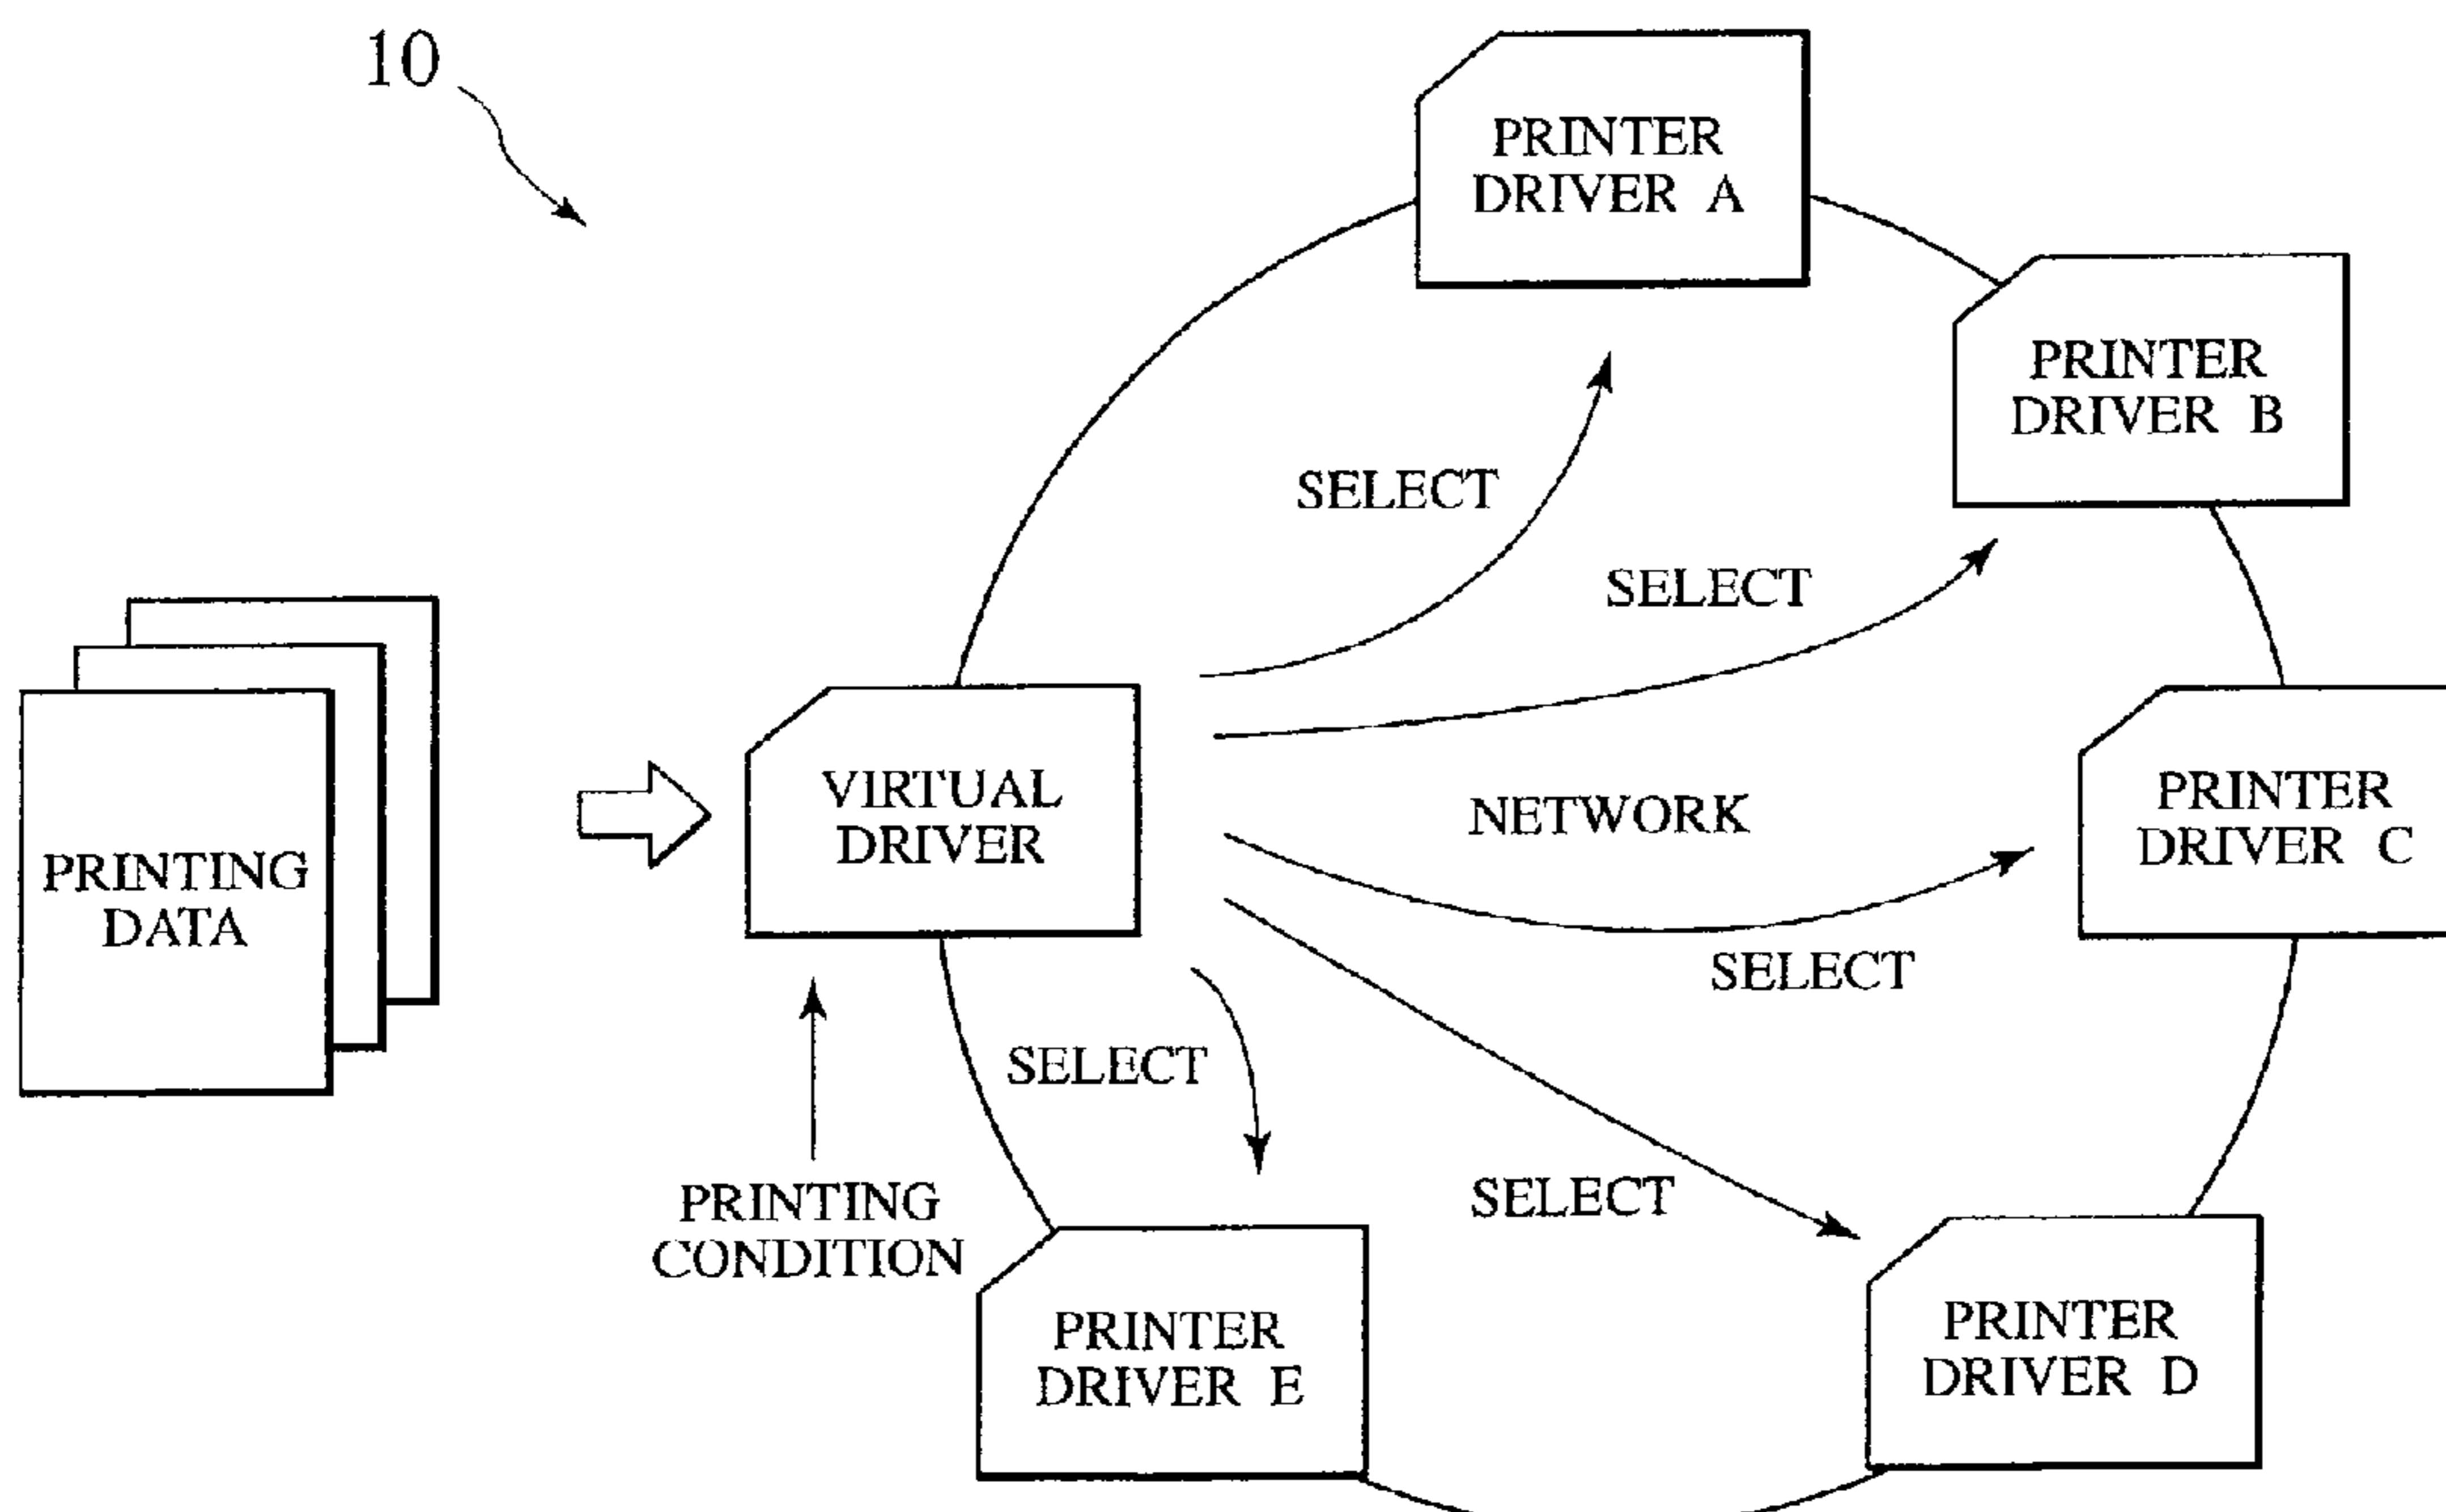 10
PRINTER
DRIVER A
PRINTER
DRIVER B
SELECT
SELECT
PRINTING
DATA
VIRTUAL
DRIVER
NETWORK
PRINTER
DRIVER C
SELECT
SELECT
PRINTING
CONDITION
SELECT
PRINTER
DRIVER E
PRINTER
DRIVER D